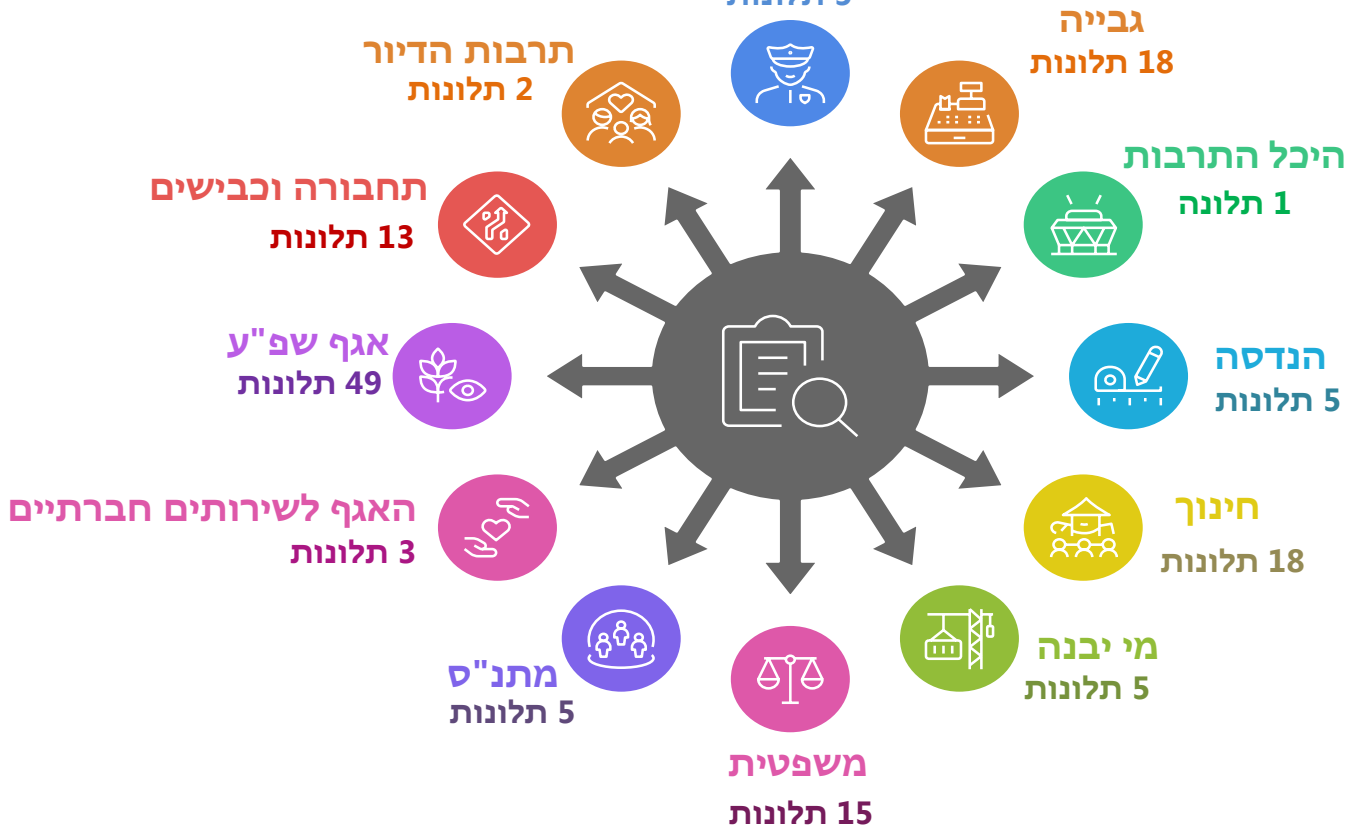 תלונות
גבייה
18 תלונות
היכל התרבות
1 תלונה
הנדסה
5 תלונות
חינוך
18 תלונות
מי יבנה
5 תלונות
משפטית
15 תלונות
מתנ"ס
5 תלונות
האגף לשירותים חברתיים
3 תלונות
אגף שפ"ע
49 תלונות
תחבורה וכבישים
13 תלונות
תרבות הדיור
2 תלונות